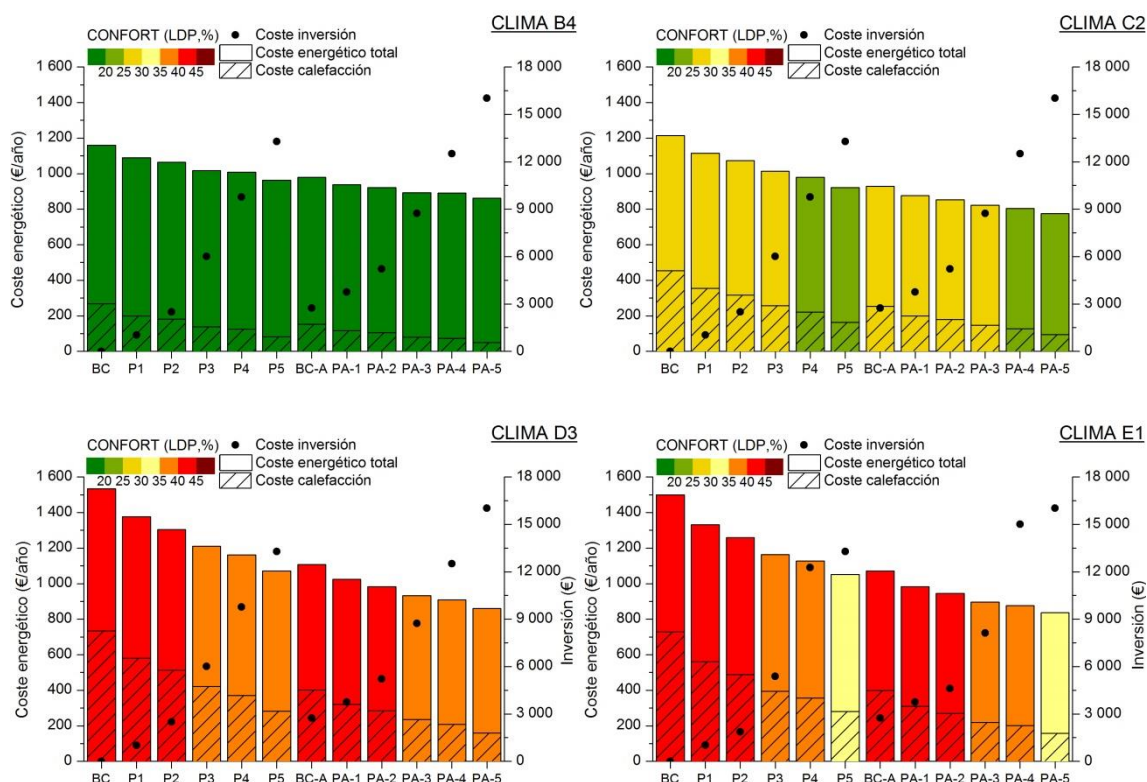 CLIMA B4
CONFORT (LDP,%)
20 25 30 35 40 45
Coste inversión
Coste energético total
Coste calefacción
Coste energético (€/año)
1 600
1 400
1 200
1 000
800
600
400
200
0
18 000
15 000
12 000
9 000
6 000
3 000
0
BC P1 P2 P3 P4 P5 BC-A PA-1 PA-2 PA-3 PA-4 PA-5
CLIMA C2
CONFORT (LDP,%)
20 25 30 35 40 45
Coste inversión
Coste energético total
Coste calefacción
Coste energético (€/año)
1 600
1 400
1 200
1 000
800
600
400
200
0
18 000
15 000
12 000
9 000
6 000
3 000
0
BC P1 P2 P3 P4 P5 BC-A PA-1 PA-2 PA-3 PA-4 PA-5
CLIMA D3
CONFORT (LDP,%)
20 25 30 35 40 45
Coste inversión
Coste energético total
Coste calefacción
Coste energético (€/año)
1 600
1 400
1 200
1 000
800
600
400
200
0
18 000
15 000
12 000
9 000
6 000
3 000
0
Inversión (€)
BC P1 P2 P3 P4 P5 BC-A PA-1 PA-2 PA-3 PA-4 PA-5
CLIMA E1
CONFORT (LDP,%)
20 25 30 35 40 45
Coste inversión
Coste energético total
Coste calefacción
Coste energético (€/año)
1 600
1 400
1 200
1 000
800
600
400
200
0
18 000
15 000
12 000
9 000
6 000
3 000
0
Inversión (€)
BC P1 P2 P3 P4 P5 BC-A PA-1 PA-2 PA-3 PA-4 PA-5